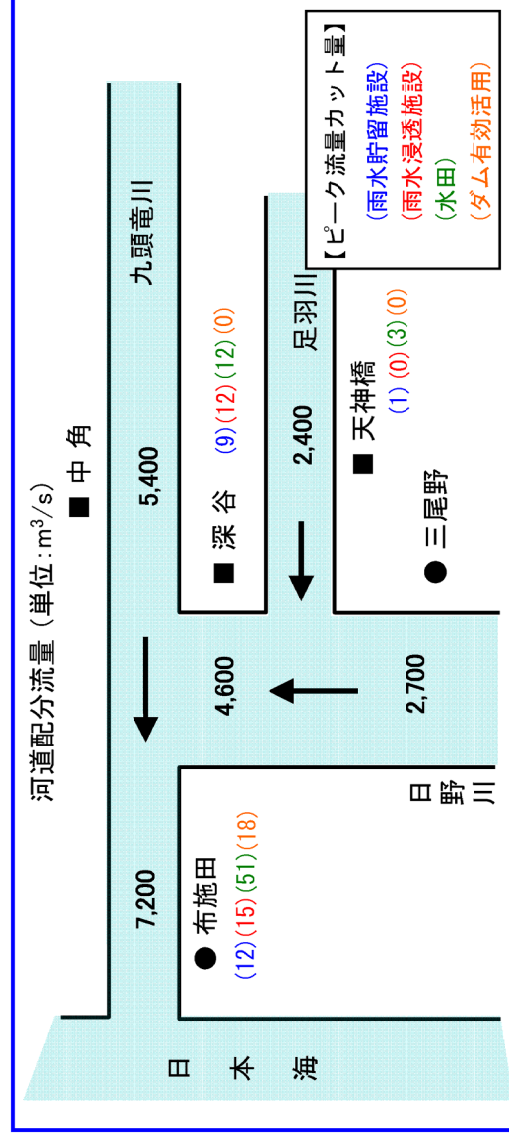 河道配分流量（単位：m³/s）
■ 中 角
九頭竜川
7,200
5,400
● 布施田
(12)(15)(51)(18)
4,600
■ 深 谷
(9)(12)(12)(0)
2,400
足羽川
2,700
■ 天神橋
(1)(0)(3)(0)
● 三尾野
日
野
川
日
本
海
【ピーク流量カット量】
(雨水貯留施設)
(雨水浸透施設)
(水田)
(ダム有効活用)